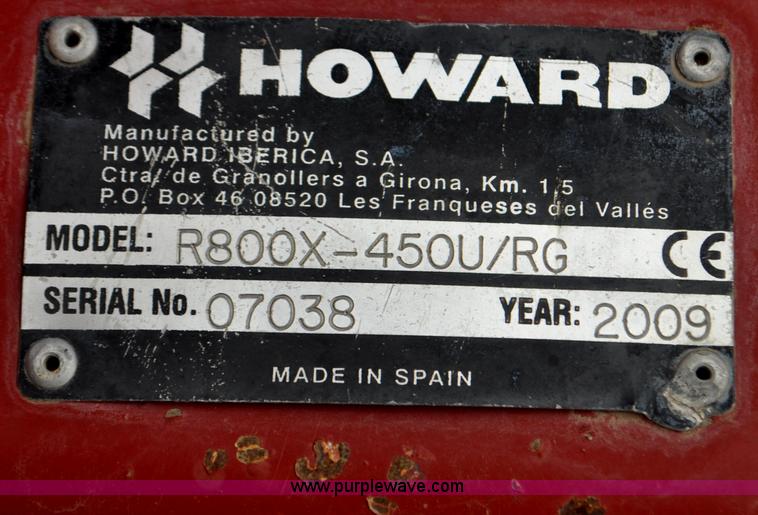 HOWARD
Manufactured by
HOWARD IBERICA, S.A.
Ctra. de Granollers a Girona, Km. 1,5
P.O. Box 46 08520 Les Franqueses del Vallés
MODEL: R800X-450U/RG CE
SERIAL No. 07038 YEAR: 2009
MADE IN SPAIN
www.purplewave.com